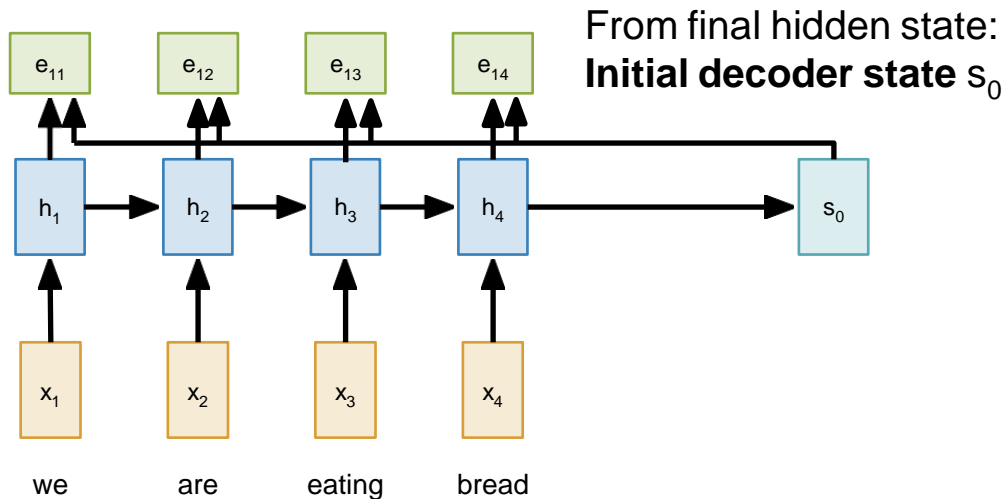 From final hidden state:
Initial decoder state s₀
e₁₁ e₁₂ e₁₃ e₁₄
h₁ h₂ h₃ h₄ s₀
x₁ x₂ x₃ x₄
we are eating bread